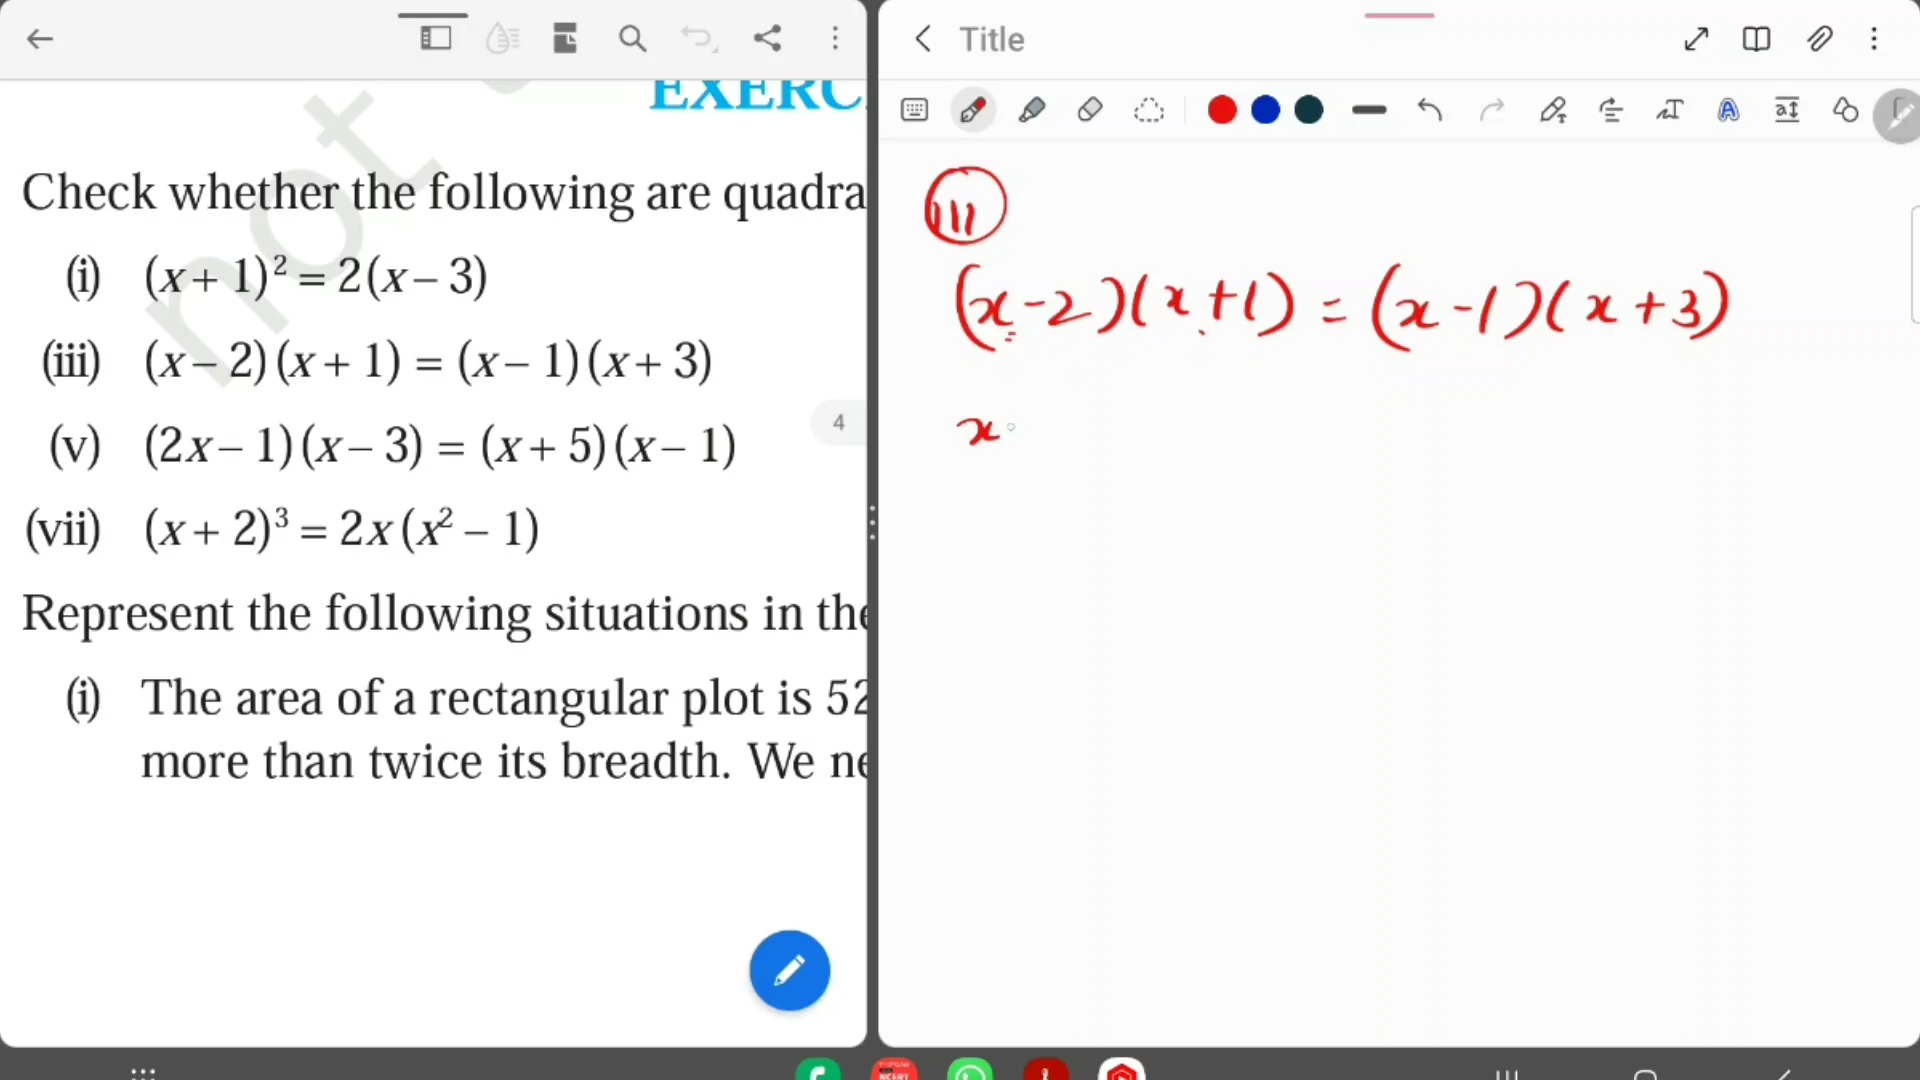 Title
EXERC
not
Check whether the following are quadra
(i) (x + 1)² = 2(x – 3)
(iii) (x – 2)(x + 1) = (x – 1)(x + 3)
(v) (2x – 1)(x – 3) = (x + 5)(x – 1)
(vii) (x + 2)³ = 2x(x² – 1)
4
Represent the following situations in the
(i) The area of a rectangular plot is 52
more than twice its breadth. We ne
iii
(x-2)(x+1) = (x-1)(x+3)
x
NCERT